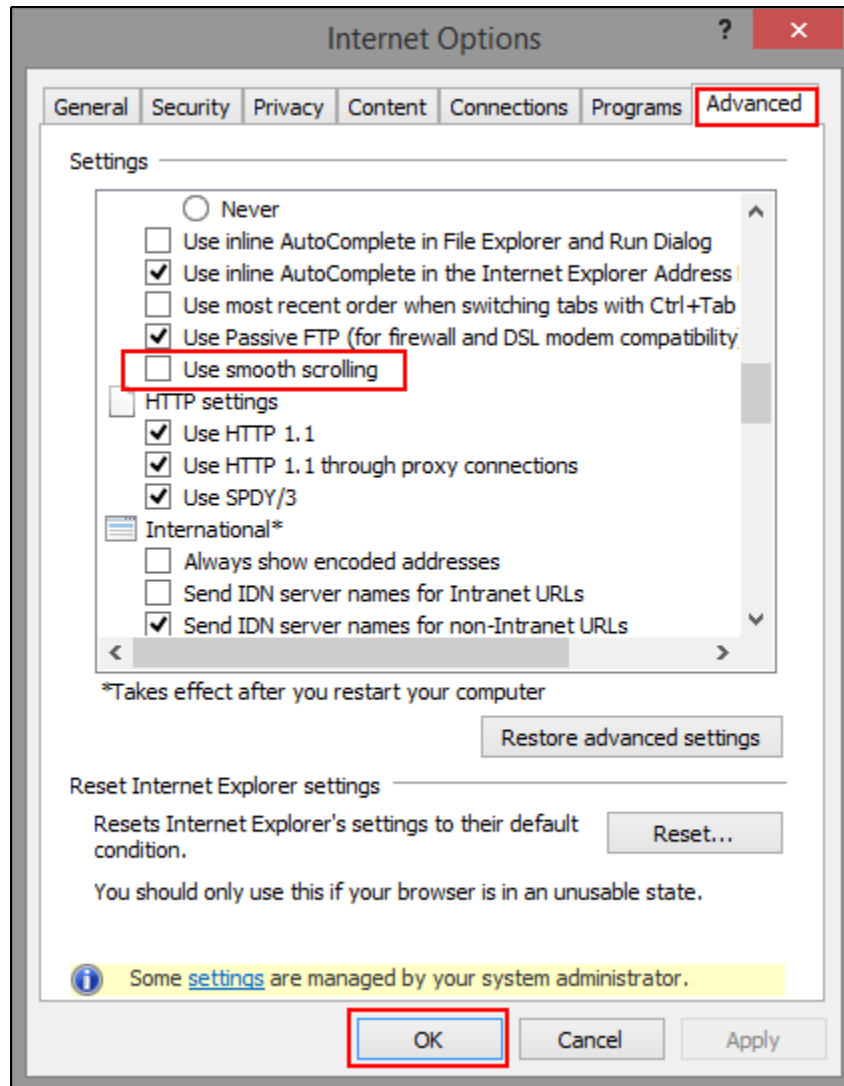 Internet Options
?
General Security Privacy Content Connections Programs Advanced
Settings
Never
Use inline AutoComplete in File Explorer and Run Dialog
Use inline AutoComplete in the Internet Explorer Address
Use most recent order when switching tabs with Ctrl+Tab
Use Passive FTP (for firewall and DSL modem compatibility
Use smooth scrolling
HTTP settings
Use HTTP 1.1
Use HTTP 1.1 through proxy connections
Use SPDY/3
International*
Always show encoded addresses
Send IDN server names for Intranet URLs
Send IDN server names for non-Intranet URLs
*Takes effect after you restart your computer
Restore advanced settings
Reset Internet Explorer settings
Resets Internet Explorer's settings to their default
condition.
Reset...
You should only use this if your browser is in an unusable state.
Some settings are managed by your system administrator.
OK Cancel Apply